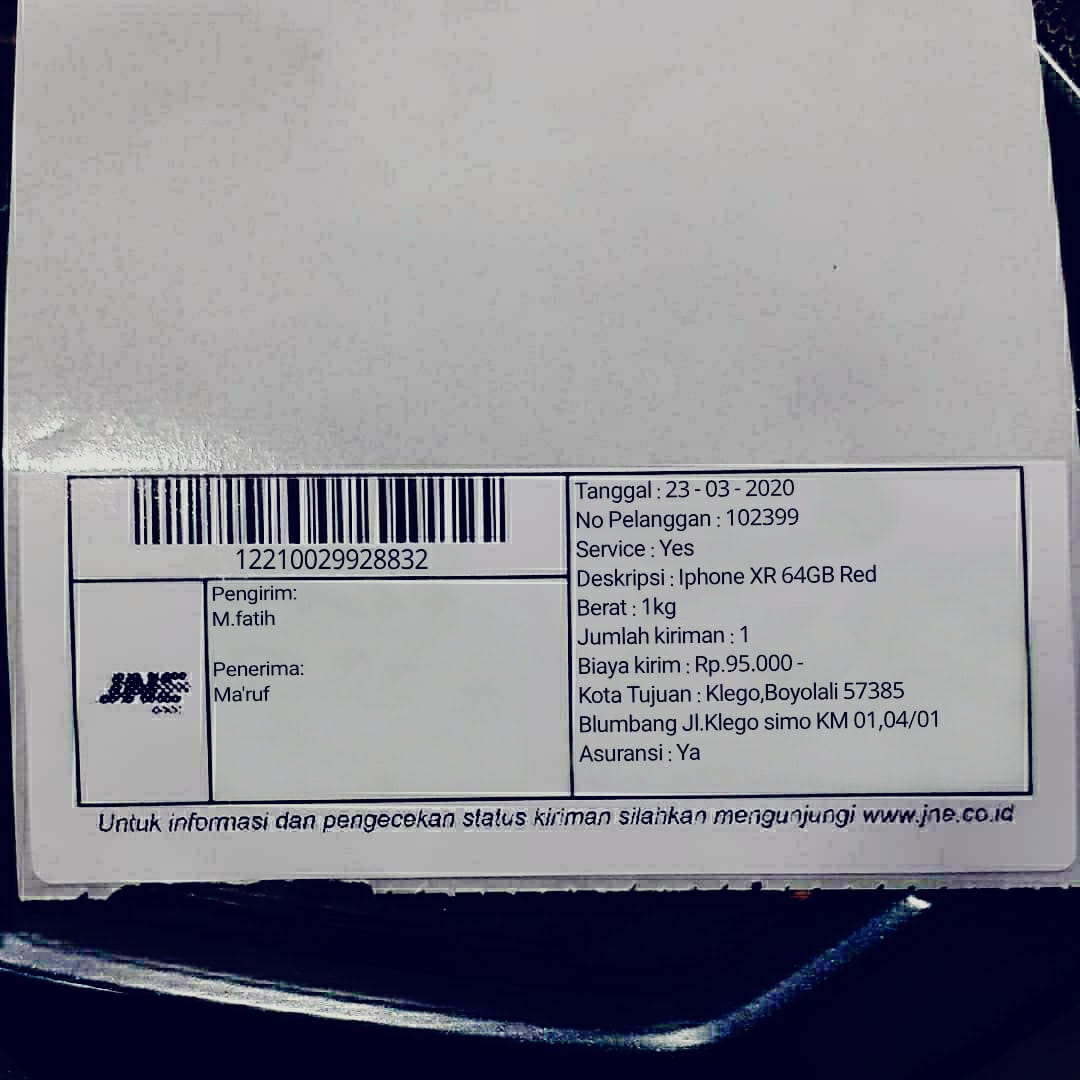 12210029928832
JNE
Pengirim:
M.fatih
Penerima:
Ma'ruf
Tanggal : 23 - 03 - 2020
No Pelanggan : 102399
Service : Yes
Deskripsi : Iphone XR 64GB Red
Berat : 1kg
Jumlah kiriman : 1
Biaya kirim : Rp.95.000 -
Kota Tujuan : Klego,Boyolali 57385
Blumbang Jl.Klego simo KM 01,04/01
Asuransi : Ya
Untuk informasi dan pengecekan status kiriman silahkan mengunjungi www.jne.co.id